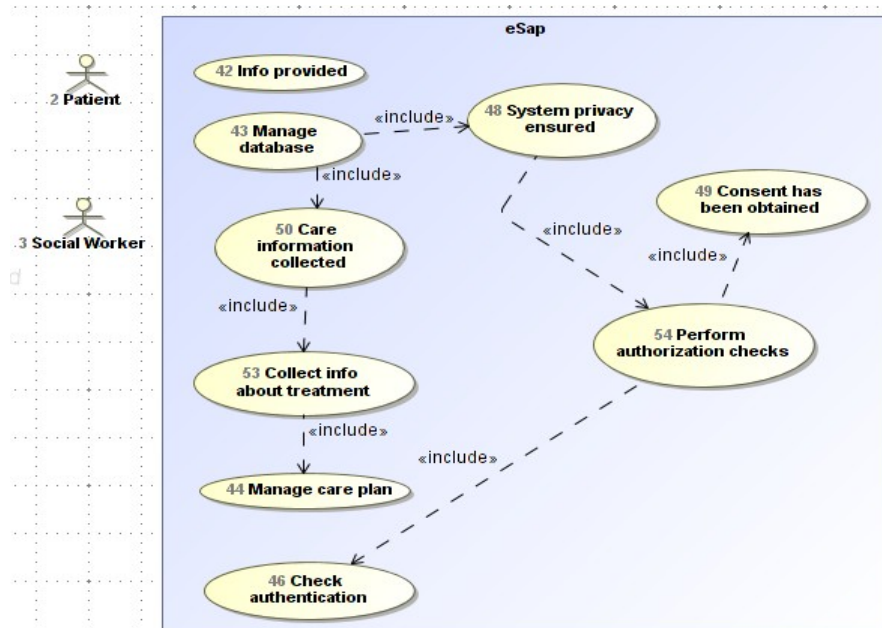 eSap
42 Info provided
2 Patient
43 Manage
database
«include»
48 System privacy
ensured
«include»
49 Consent has
been obtained
3 Social Worker
50 Care
information
collected
«include»
«include»
«include»
54 Perform
authorization checks
53 Collect info
about treatment
«include»
«include»
44 Manage care plan
46 Check
authentication